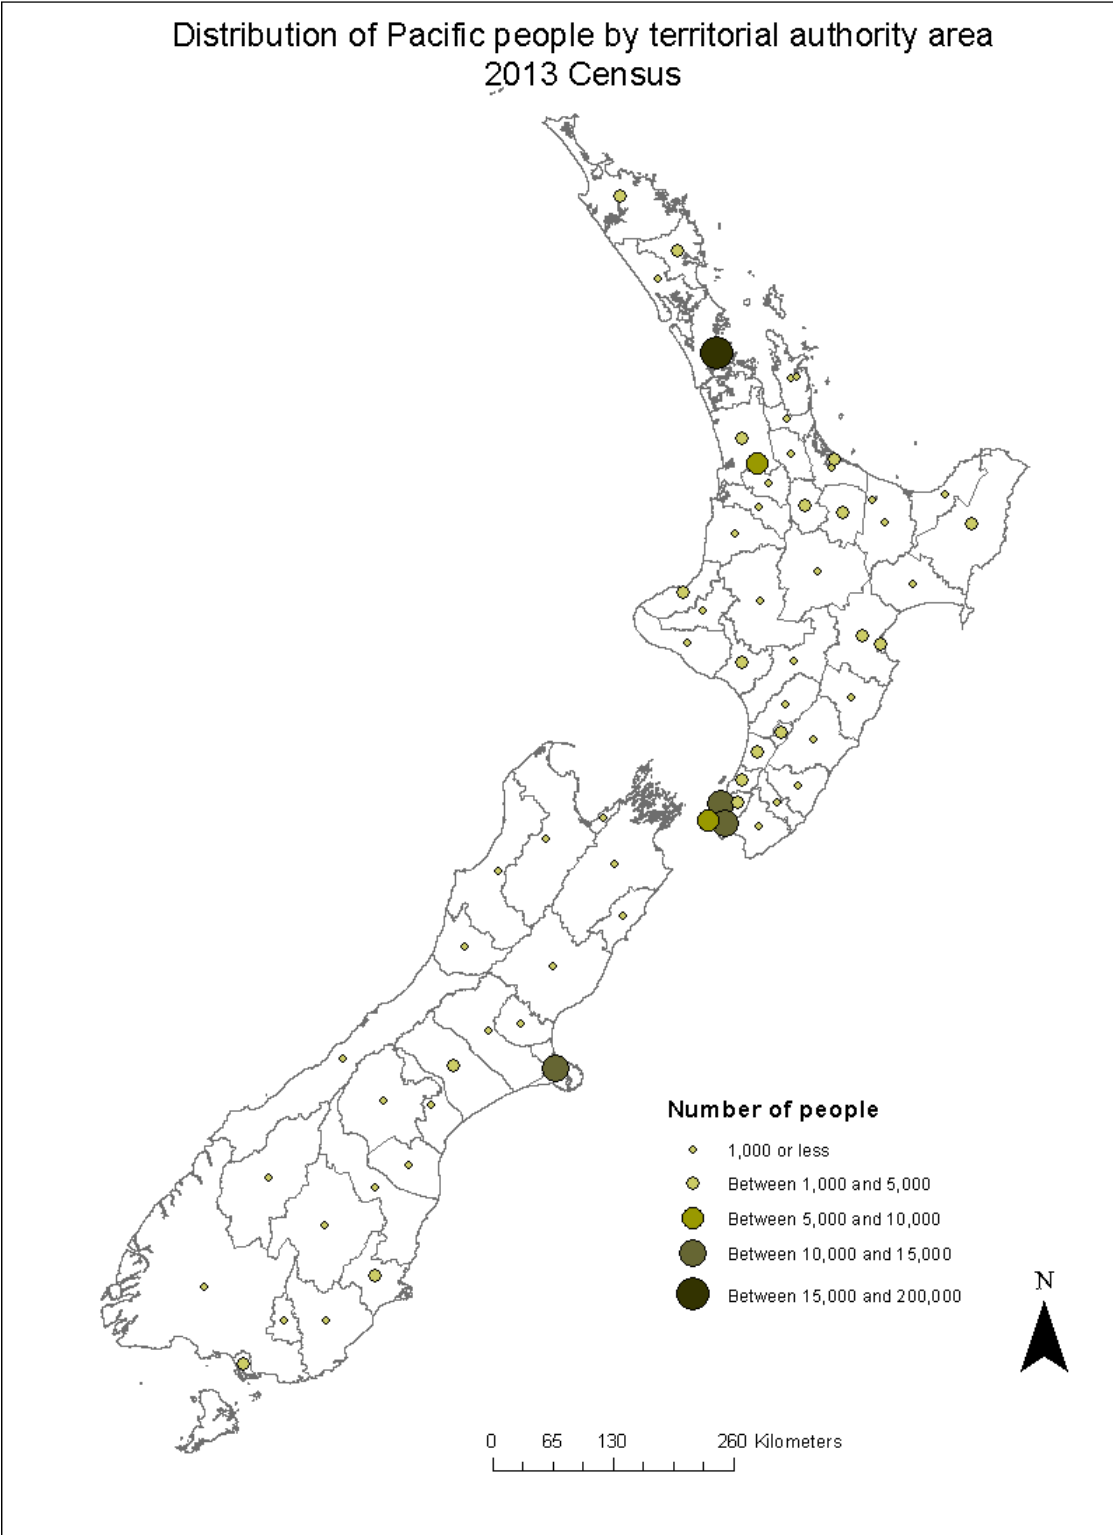 Distribution of Pacific people by territorial authority area
2013 Census
Number of people
1,000 or less
Between 1,000 and 5,000
Between 5,000 and 10,000
Between 10,000 and 15,000
Between 15,000 and 200,000
N
0 65 130 260 Kilometers